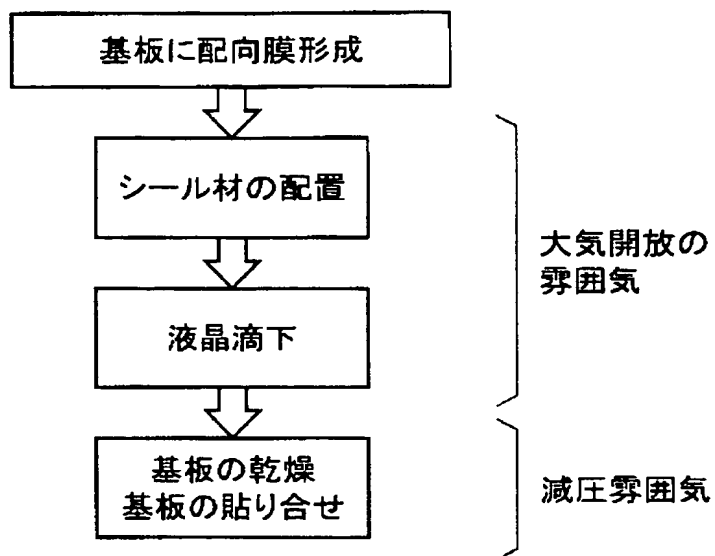 基板に配向膜形成
シール材の配置
大気開放の
雰囲気
液晶滴下
基板の乾燥
基板の貼り合せ
減圧雰囲気